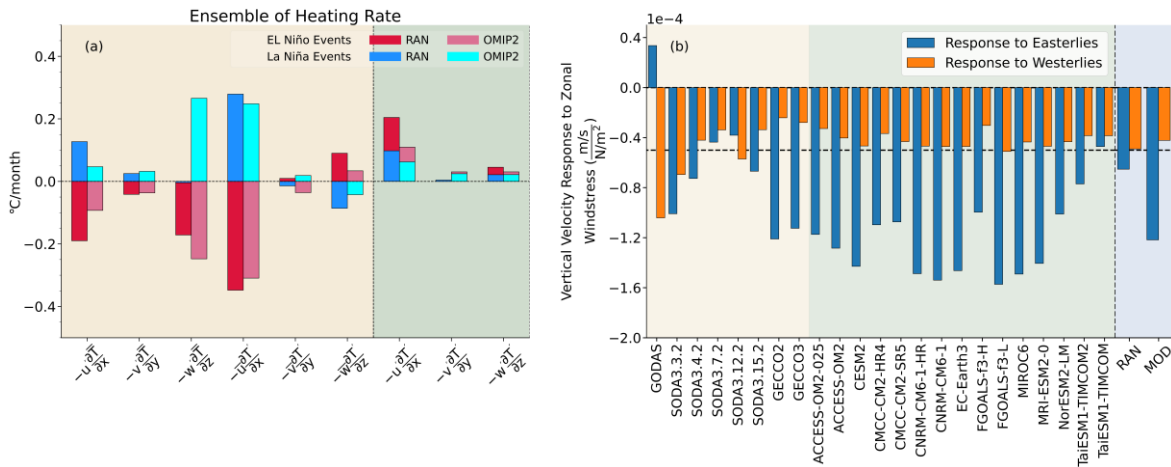 Ensemble of Heating Rate
(a)
EL Niño Events RAN OMIP2
La Niña Events RAN OMIP2
0.4
0.2
0.0
−0.2
−0.4
°C/month
−u′∂T̄/∂x
−v′∂T̄/∂y
−w′∂T̄/∂z
−ū∂T′/∂x
−v̄∂T′/∂y
−w̄∂T′/∂z
−u′∂T′/∂x
−v′∂T′/∂y
−w′∂T′/∂z
1e−4
(b)
Response to Easterlies
Response to Westerlies
0.4
0.0
−0.4
−0.8
−1.2
−1.6
−2.0
Vertical Velocity Response to Zonal
Windstress (m/s / N/m²)
GODAS
SODA3.3.2
SODA3.4.2
SODA3.7.2
SODA3.12.2
SODA3.15.2
GECCO2
GECCO3
ACCESS-OM2-025
ACCESS-OM2
CESM2
CMCC-CM2-HR4
CMCC-CM2-SR5
CNRM-CM6-1-HR
CNRM-CM6-1
EC-Earth3
FGOALS-f3-H
FGOALS-f3-L
MIROC6
MRI-ESM2-0
NorESM2-LM
TaiESM1-TIMCOM2
TaiESM1-TIMCOM
RAN
MOD